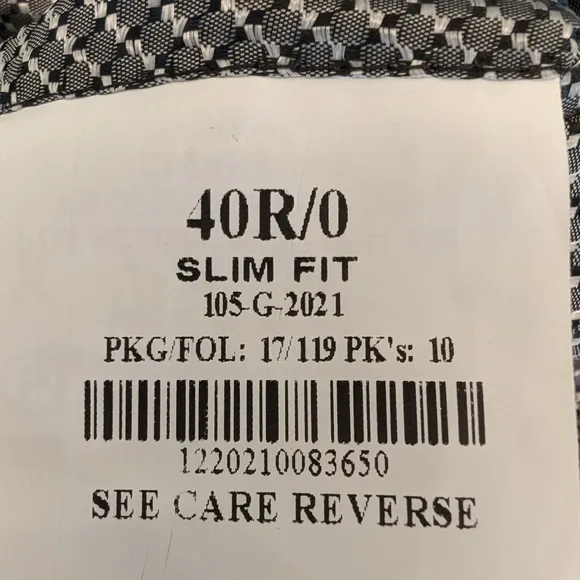 40R/0
SLIM FIT
105-G-2021
PKG/FOL: 17/119 PK's: 10
1220210083650
SEE CARE REVERSE